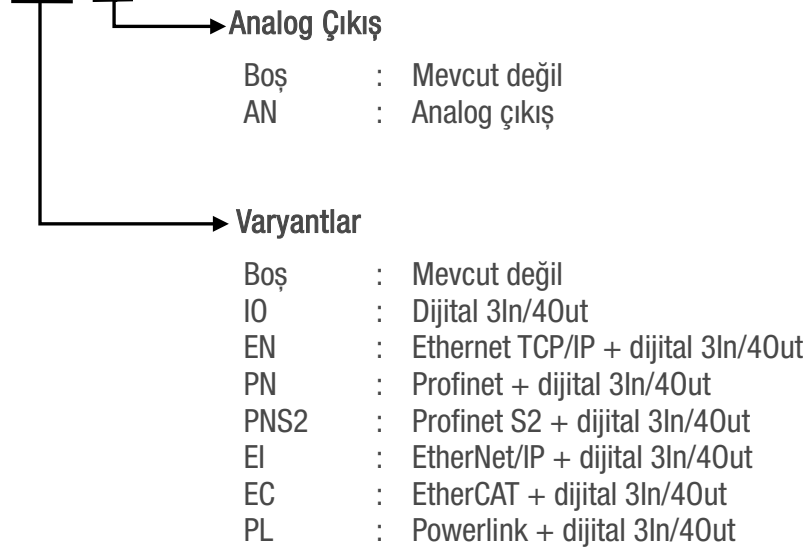 Analog Çıkış
Boş : Mevcut değil
AN : Analog çıkış
Varyantlar
Boş : Mevcut değil
IO : Dijital 3In/4Out
EN : Ethernet TCP/IP + dijital 3In/4Out
PN : Profinet + dijital 3In/4Out
PNS2 : Profinet S2 + dijital 3In/4Out
EI : EtherNet/IP + dijital 3In/4Out
EC : EtherCAT + dijital 3In/4Out
PL : Powerlink + dijital 3In/4Out